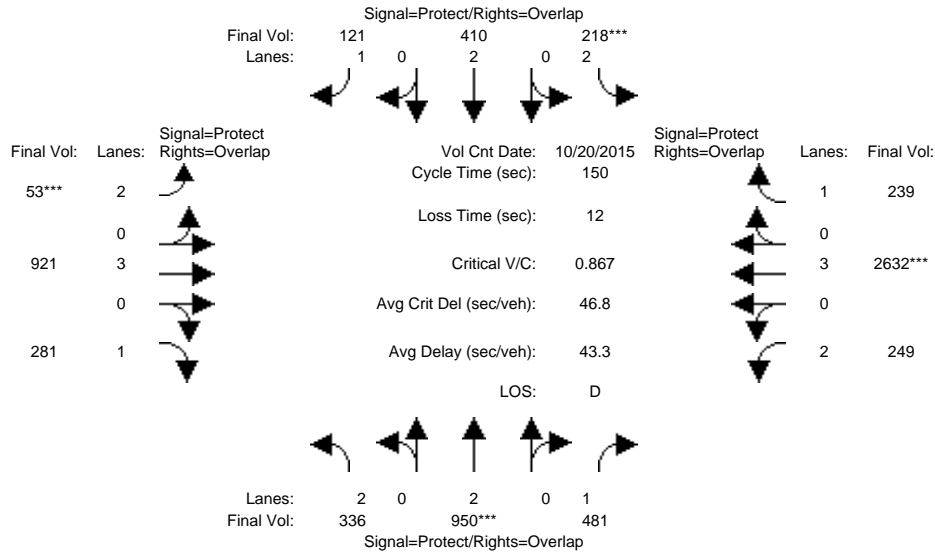 Signal=Protect/Rights=Overlap
Final Vol: 121 410 218***
Lanes: 1 0 2 0 2
Signal=Protect
Final Vol: Lanes: Rights=Overlap
Vol Cnt Date: 10/20/2015
Signal=Protect
Rights=Overlap Lanes: Final Vol:
Cycle Time (sec): 150
53*** 2
1 239
Loss Time (sec): 12
0
0
921 3
Critical V/C: 0.867
3 2632***
0
Avg Crit Del (sec/veh): 46.8
0
281 1
Avg Delay (sec/veh): 43.3
2 249
LOS: D
Lanes: 2 0 2 0 1
Final Vol: 336 950*** 481
Signal=Protect/Rights=Overlap